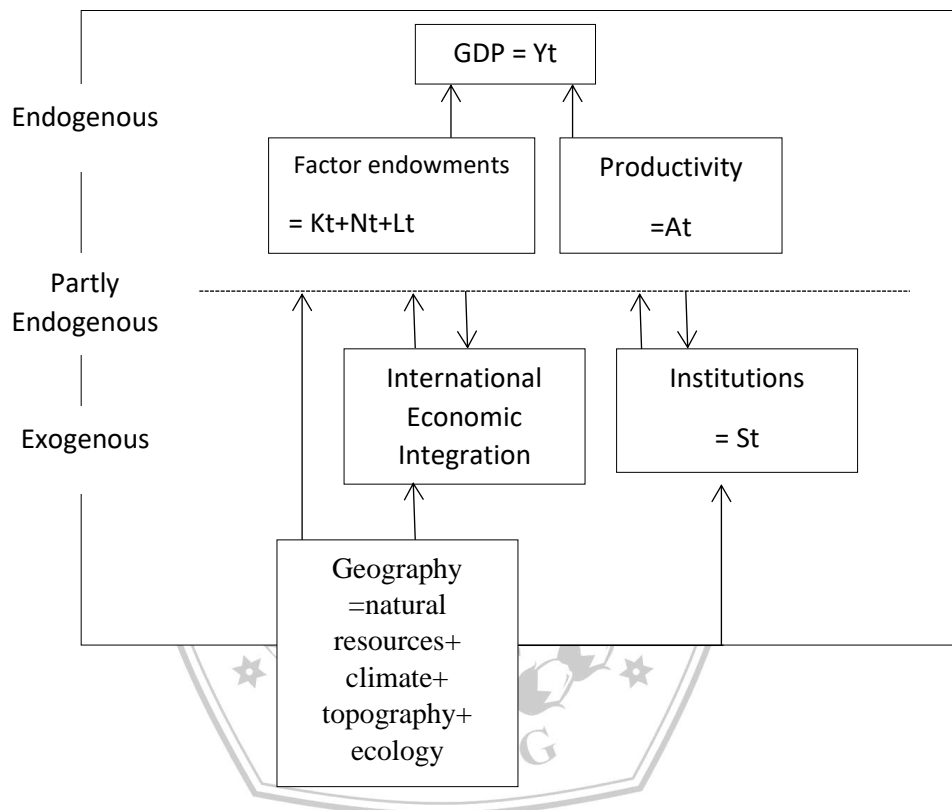 GDP = Yt
Endogenous
Factor endowments
= Kt+Nt+Lt
Productivity
=At
Partly
Endogenous
International
Economic
Integration
Institutions
= St
Exogenous
Geography
=natural
resources+
climate+
topography+
ecology
G